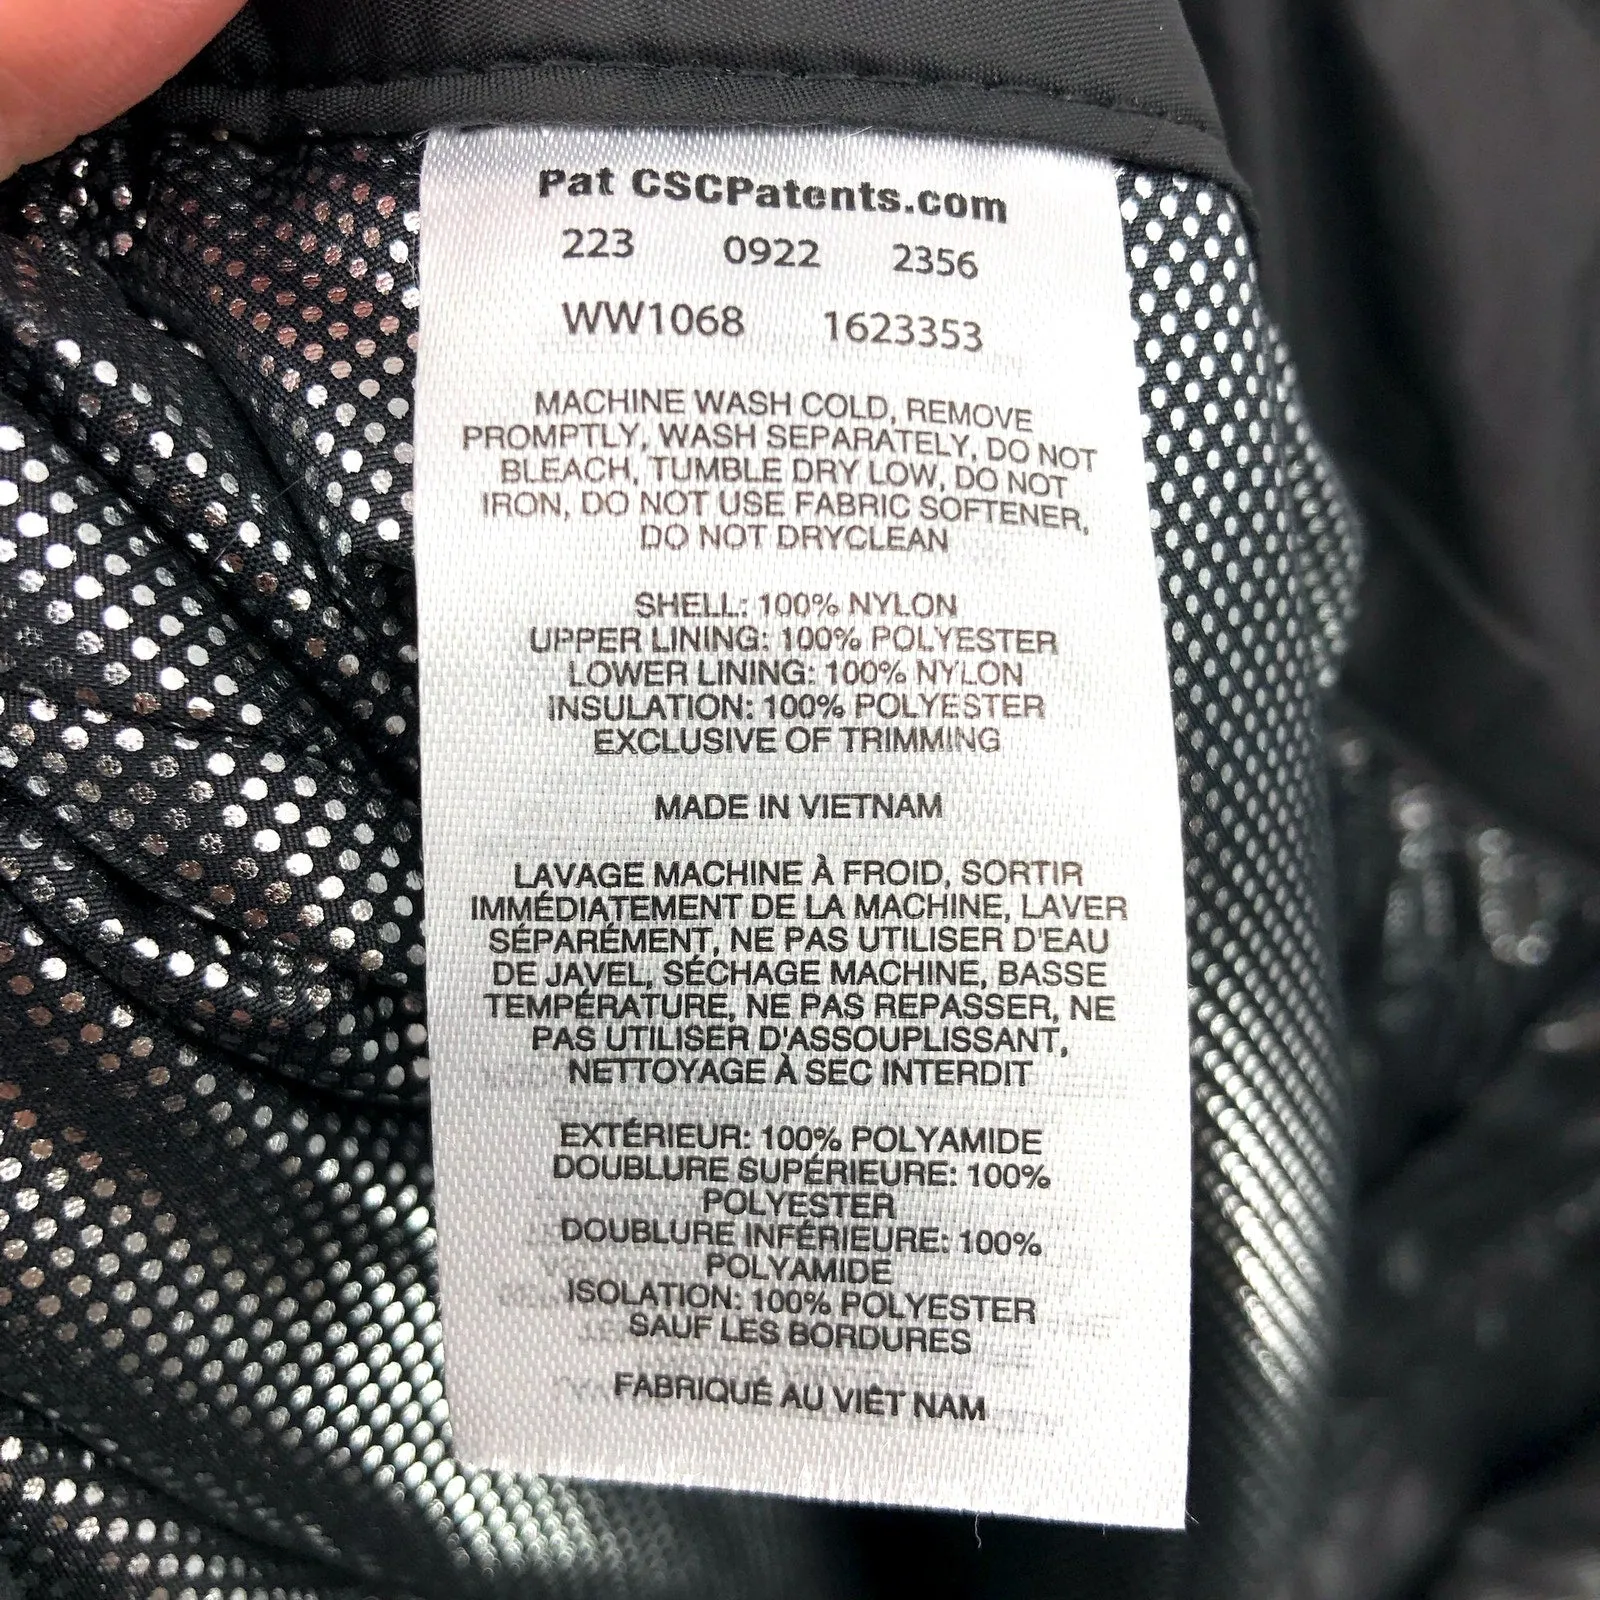 Pat CSCPatents.com
223 0922 2356
WW1068 1623353
MACHINE WASH COLD, REMOVE
PROMPTLY, WASH SEPARATELY, DO NOT
BLEACH, TUMBLE DRY LOW, DO NOT
IRON, DO NOT USE FABRIC SOFTENER,
DO NOT DRYCLEAN
SHELL: 100% NYLON
UPPER LINING: 100% POLYESTER
LOWER LINING: 100% NYLON
INSULATION: 100% POLYESTER
EXCLUSIVE OF TRIMMING
MADE IN VIETNAM
LAVAGE MACHINE À FROID, SORTIR
IMMÉDIATEMENT DE LA MACHINE, LAVER
SÉPARÉMENT, NE PAS UTILISER D'EAU
DE JAVEL, SÉCHAGE MACHINE, BASSE
TEMPÉRATURE, NE PAS REPASSER, NE
PAS UTILISER D'ASSOUPLISSANT,
NETTOYAGE À SEC INTERDIT
EXTÉRIEUR: 100% POLYAMIDE
DOUBLURE SUPÉRIEURE: 100%
POLYESTER
DOUBLURE INFÉRIEURE: 100%
POLYAMIDE
ISOLATION: 100% POLYESTER
SAUF LES BORDURES
FABRIQUÉ AU VIÊT NAM